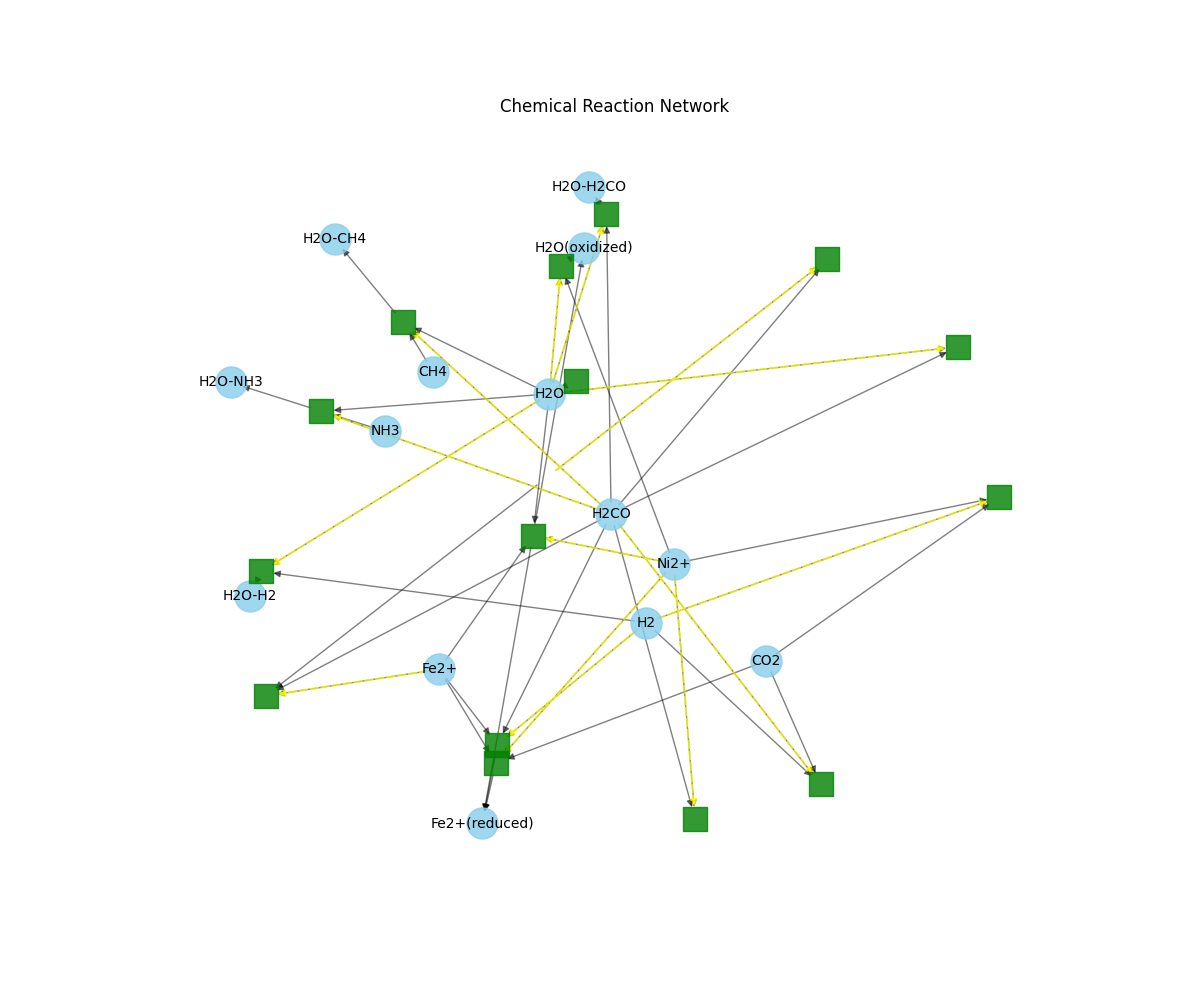 Chemical Reaction Network
H2O-H2CO
H2O-CH4
H2O(oxidized)
CH4
H2O-NH3
H2O
NH3
H2CO
Ni2+
H2O-H2
H2
CO2
Fe2+
Fe2+(reduced)